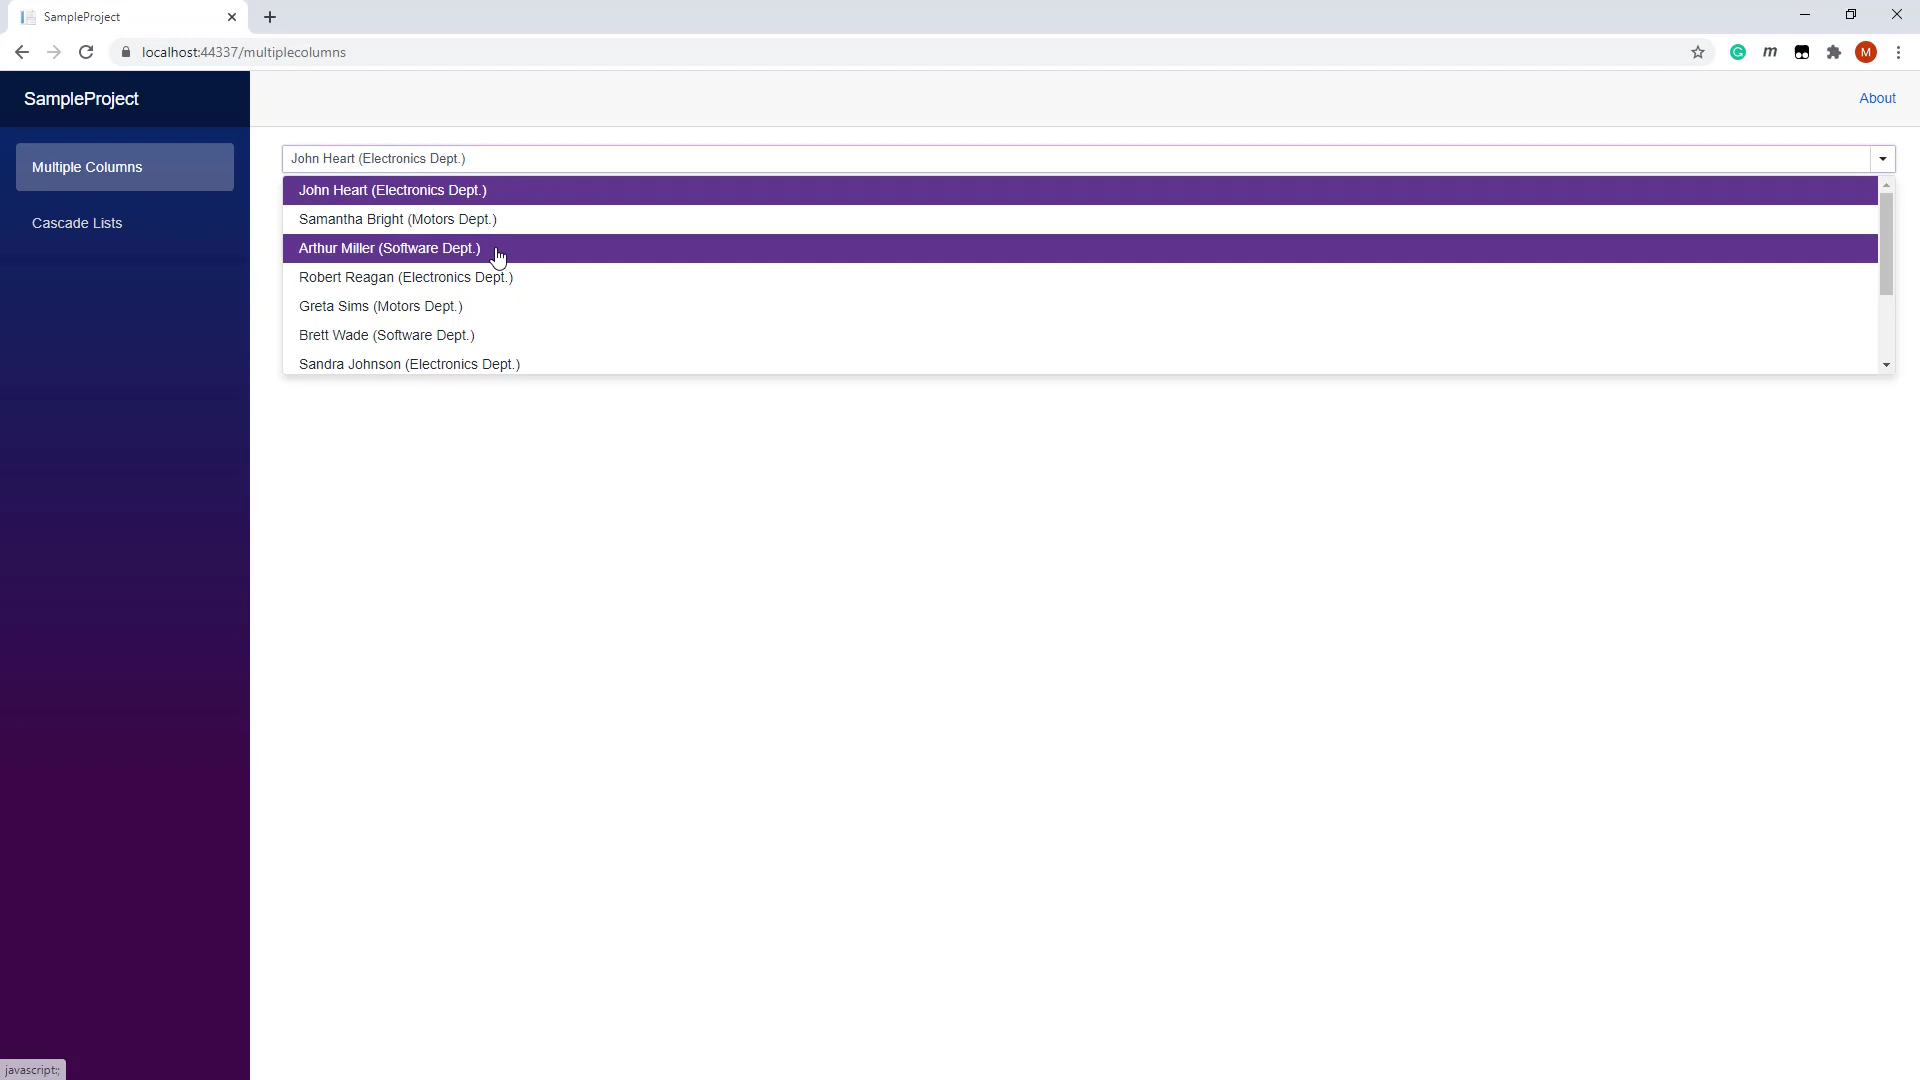 SampleProject
localhost:44337/multiplecolumns
M
SampleProject
About
Multiple Columns
Cascade Lists
John Heart (Electronics Dept.)
John Heart (Electronics Dept.)
Samantha Bright (Motors Dept.)
Arthur Miller (Software Dept.)
Robert Reagan (Electronics Dept.)
Greta Sims (Motors Dept.)
Brett Wade (Software Dept.)
Sandra Johnson (Electronics Dept.)
javascript:;